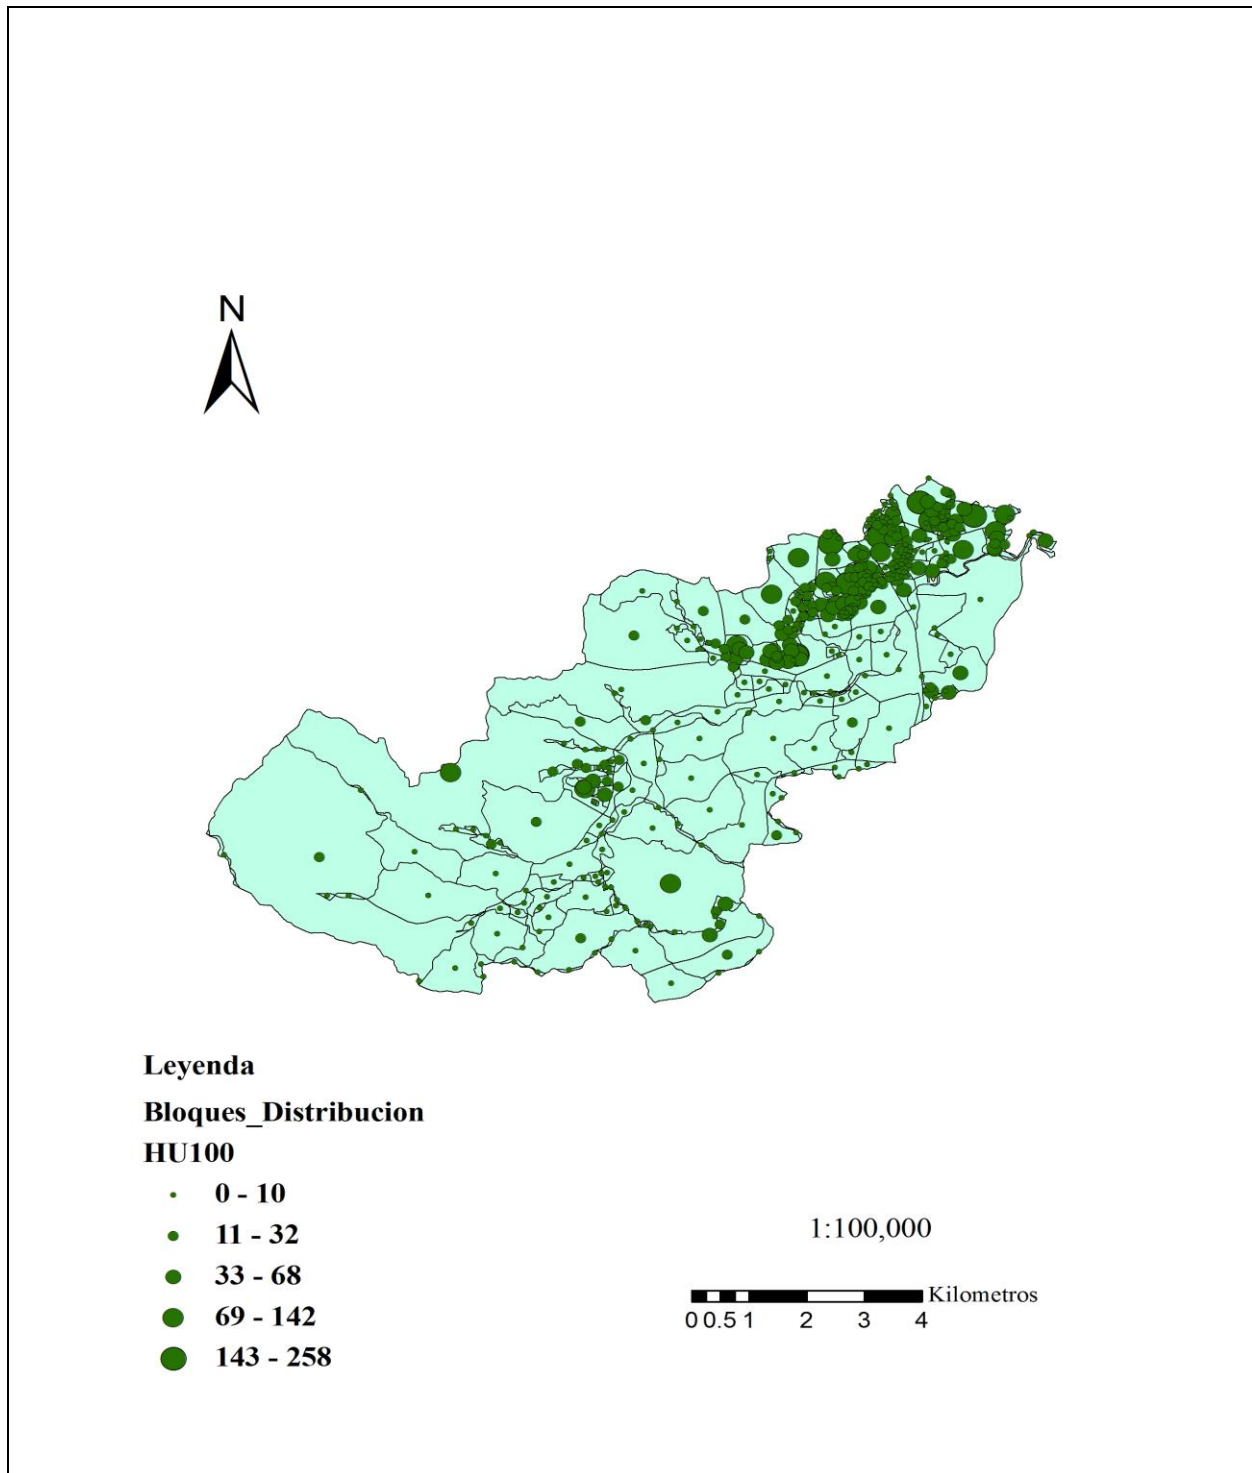 N
Leyenda
Bloques_Distribucion
HU100
0 - 10
11 - 32
33 - 68
69 - 142
143 - 258
1:100,000
Kilometros
0 0.5 1 2 3 4